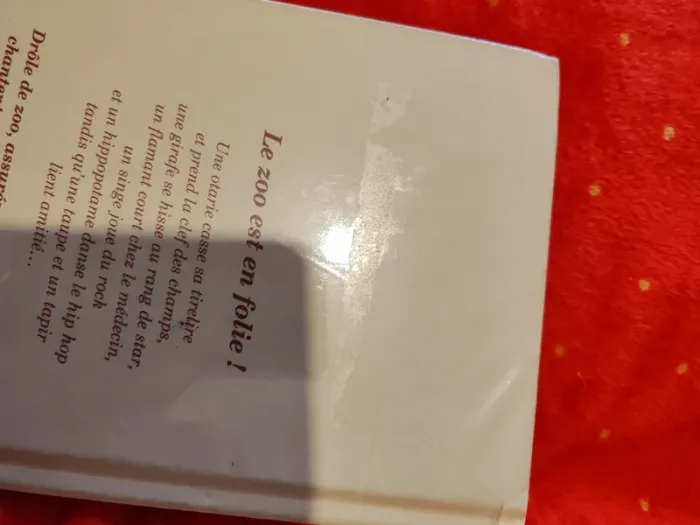 Le zoo est en folie !
Une otarie casse sa tirelire
et prend la clef des champs,
une girafe se hisse au rang de star,
un flamant court chez le médecin,
un singe joue du rock
et un hippopotame danse le hip hop
tandis qu'une taupe et un tapir
lient amitié...
Drôle de zoo,